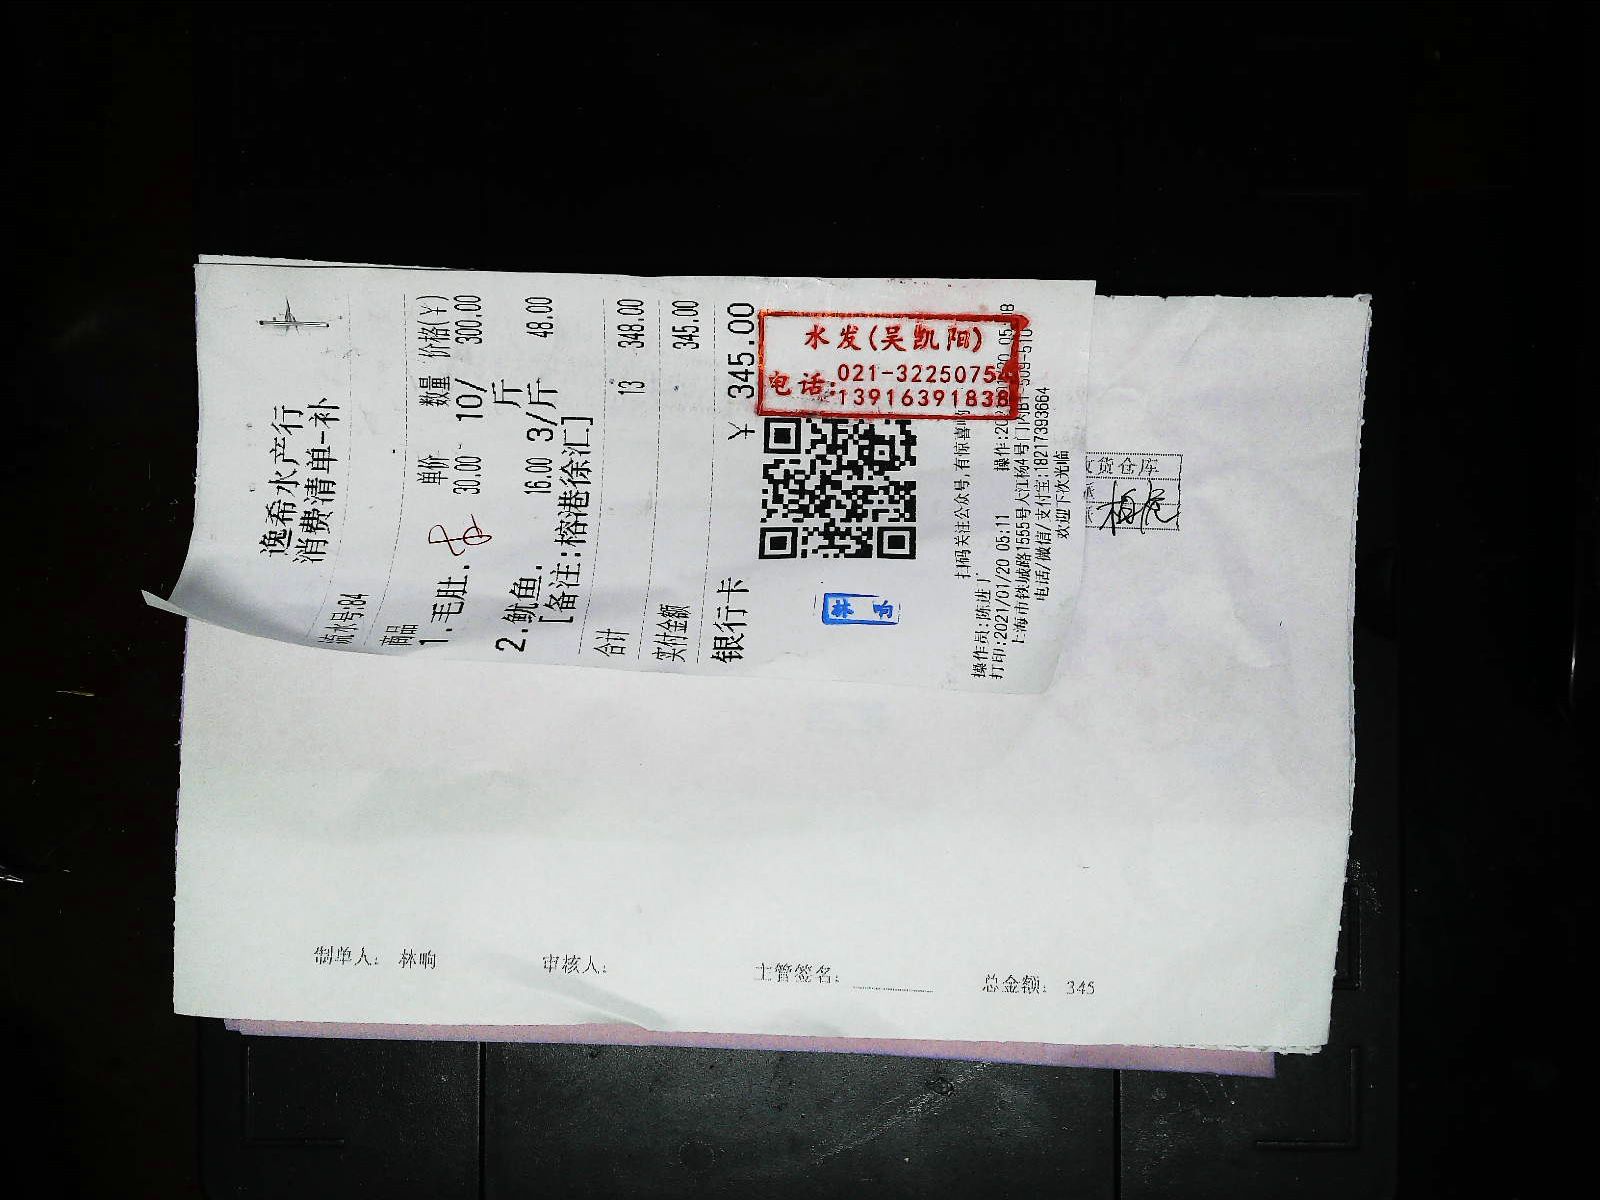 逸希水产行
消费清单-补
流水号:84
商品 单价 数量 价格(￥)
1.毛肚. 30.00 10/斤 300.00
2.鱿鱼. 16.00 3/斤 48.00
[备注:榕港徐汇]
合计 13 348.00
实付金额 345.00
银行卡 ￥ 345.00
水发(吴凯阳)
电话:021-3225075
1391639183
扫码关注公众号,有惊喜
操作员:陈进厂
打印:2021/01/20 05:11
上海市铁城路1555号大江杨4号门内
电话/微信/支付宝:18217393664
欢迎下次光临
货仓库
制单人: 林响 审核人: 主管签名: 总金额: 345